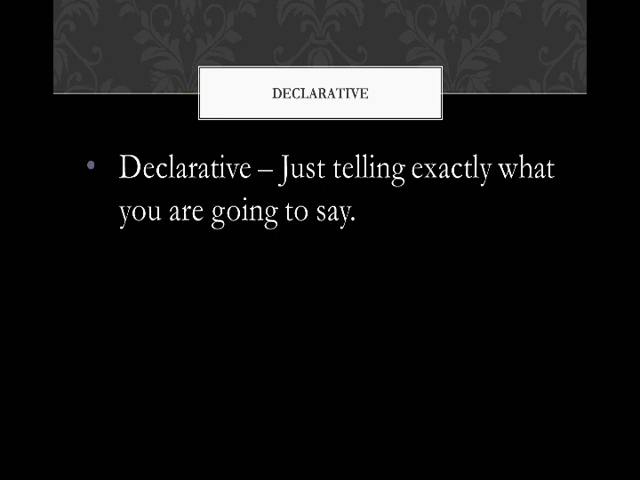 DECLARATIVE
• Declarative – Just telling exactly what
you are going to say.